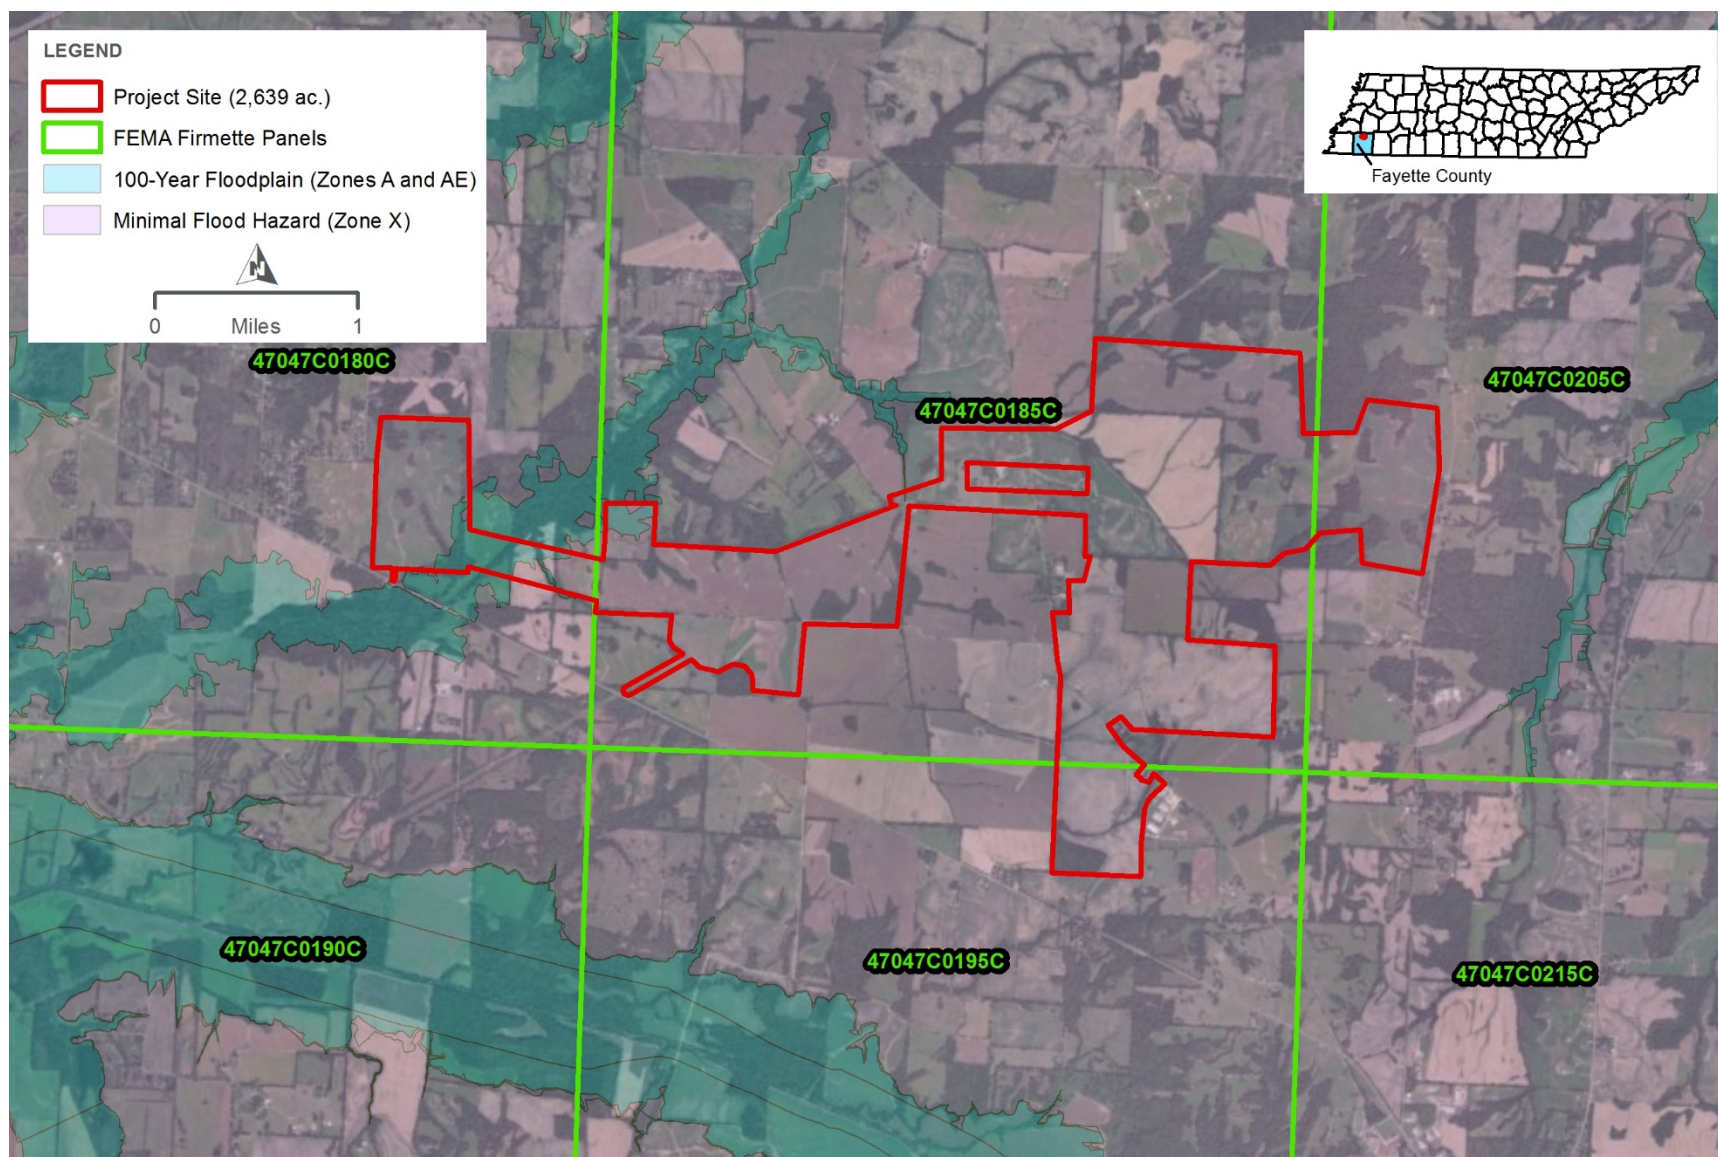 LEGEND
Project Site (2,639 ac.)
FEMA Firmette Panels
100-Year Floodplain (Zones A and AE)
Minimal Flood Hazard (Zone X)
N
0 Miles 1
Fayette County
47047C0180C
47047C0205C
47047C0185C
47047C0190C
47047C0195C
47047C0215C